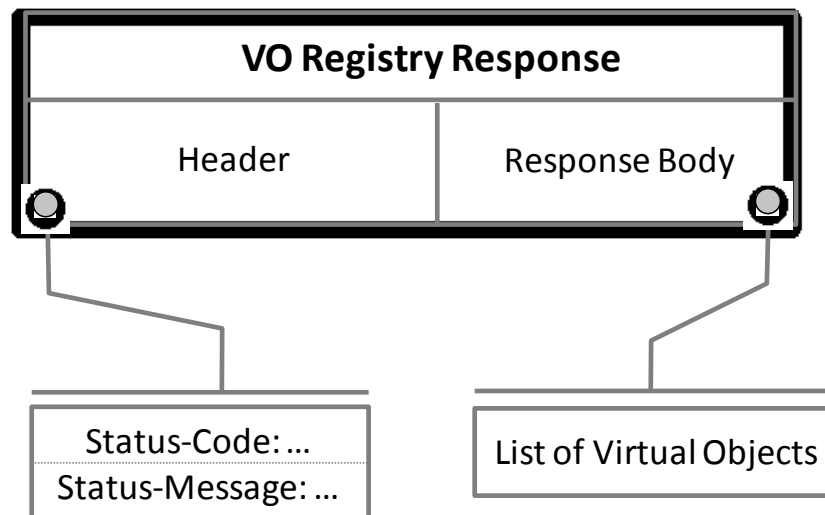 VO Registry Response
Header
Response Body
Status-Code: …
Status-Message: …
List of Virtual Objects